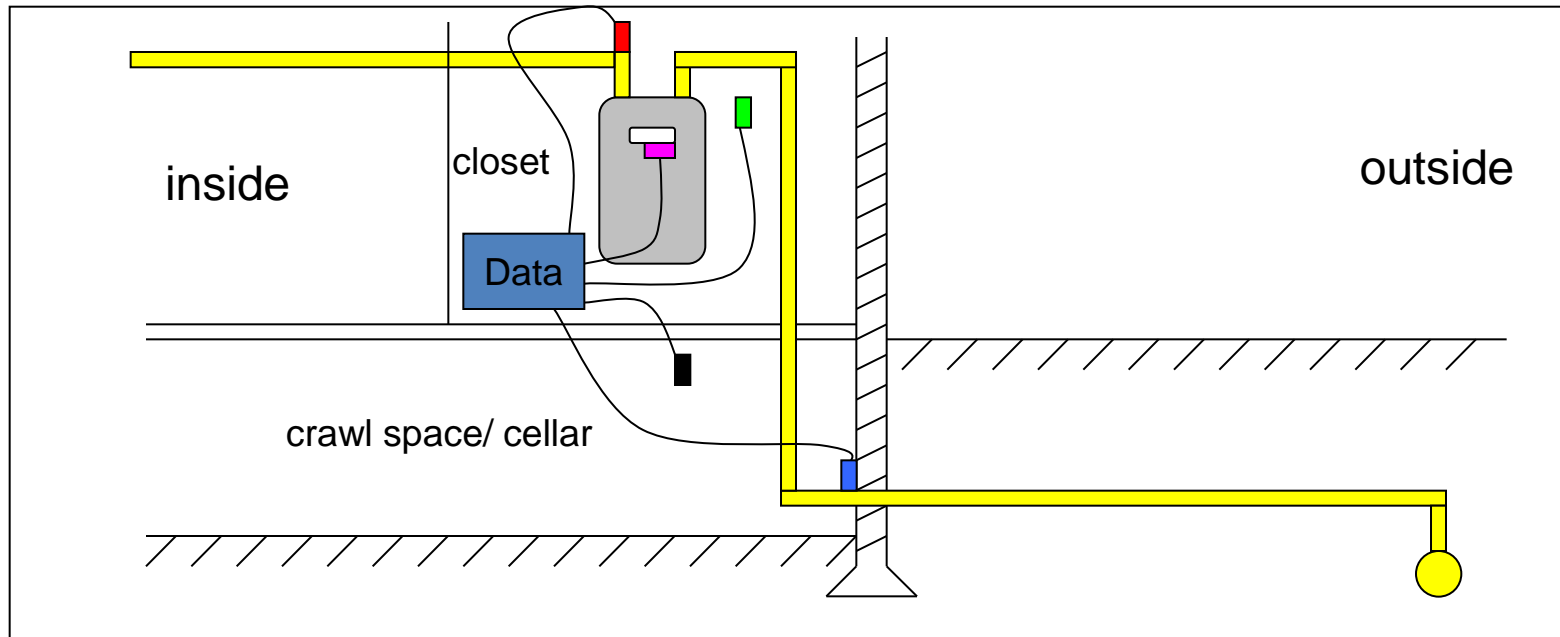 outside
closet
inside
Data
crawl space/ cellar